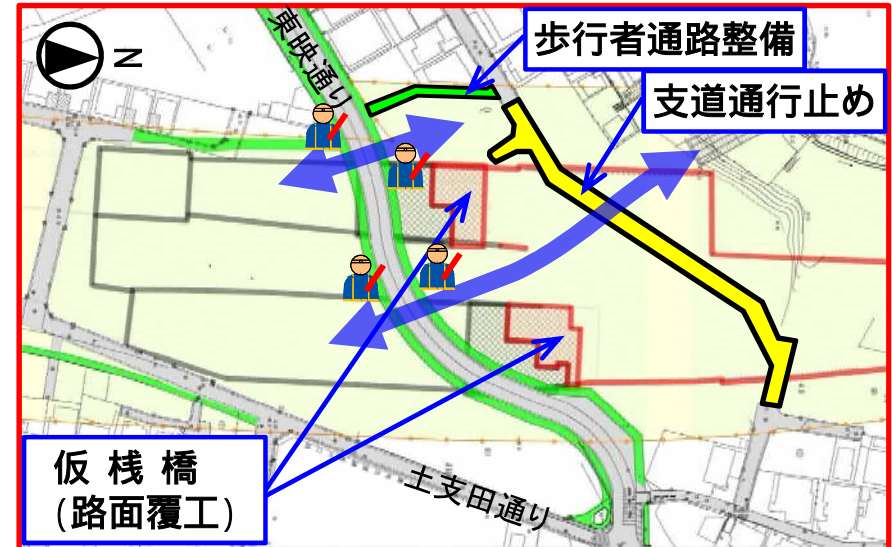 歩行者通路整備
東映通り
N
支道通行止め
仮 桟 橋
(路面覆工)
土支田通り